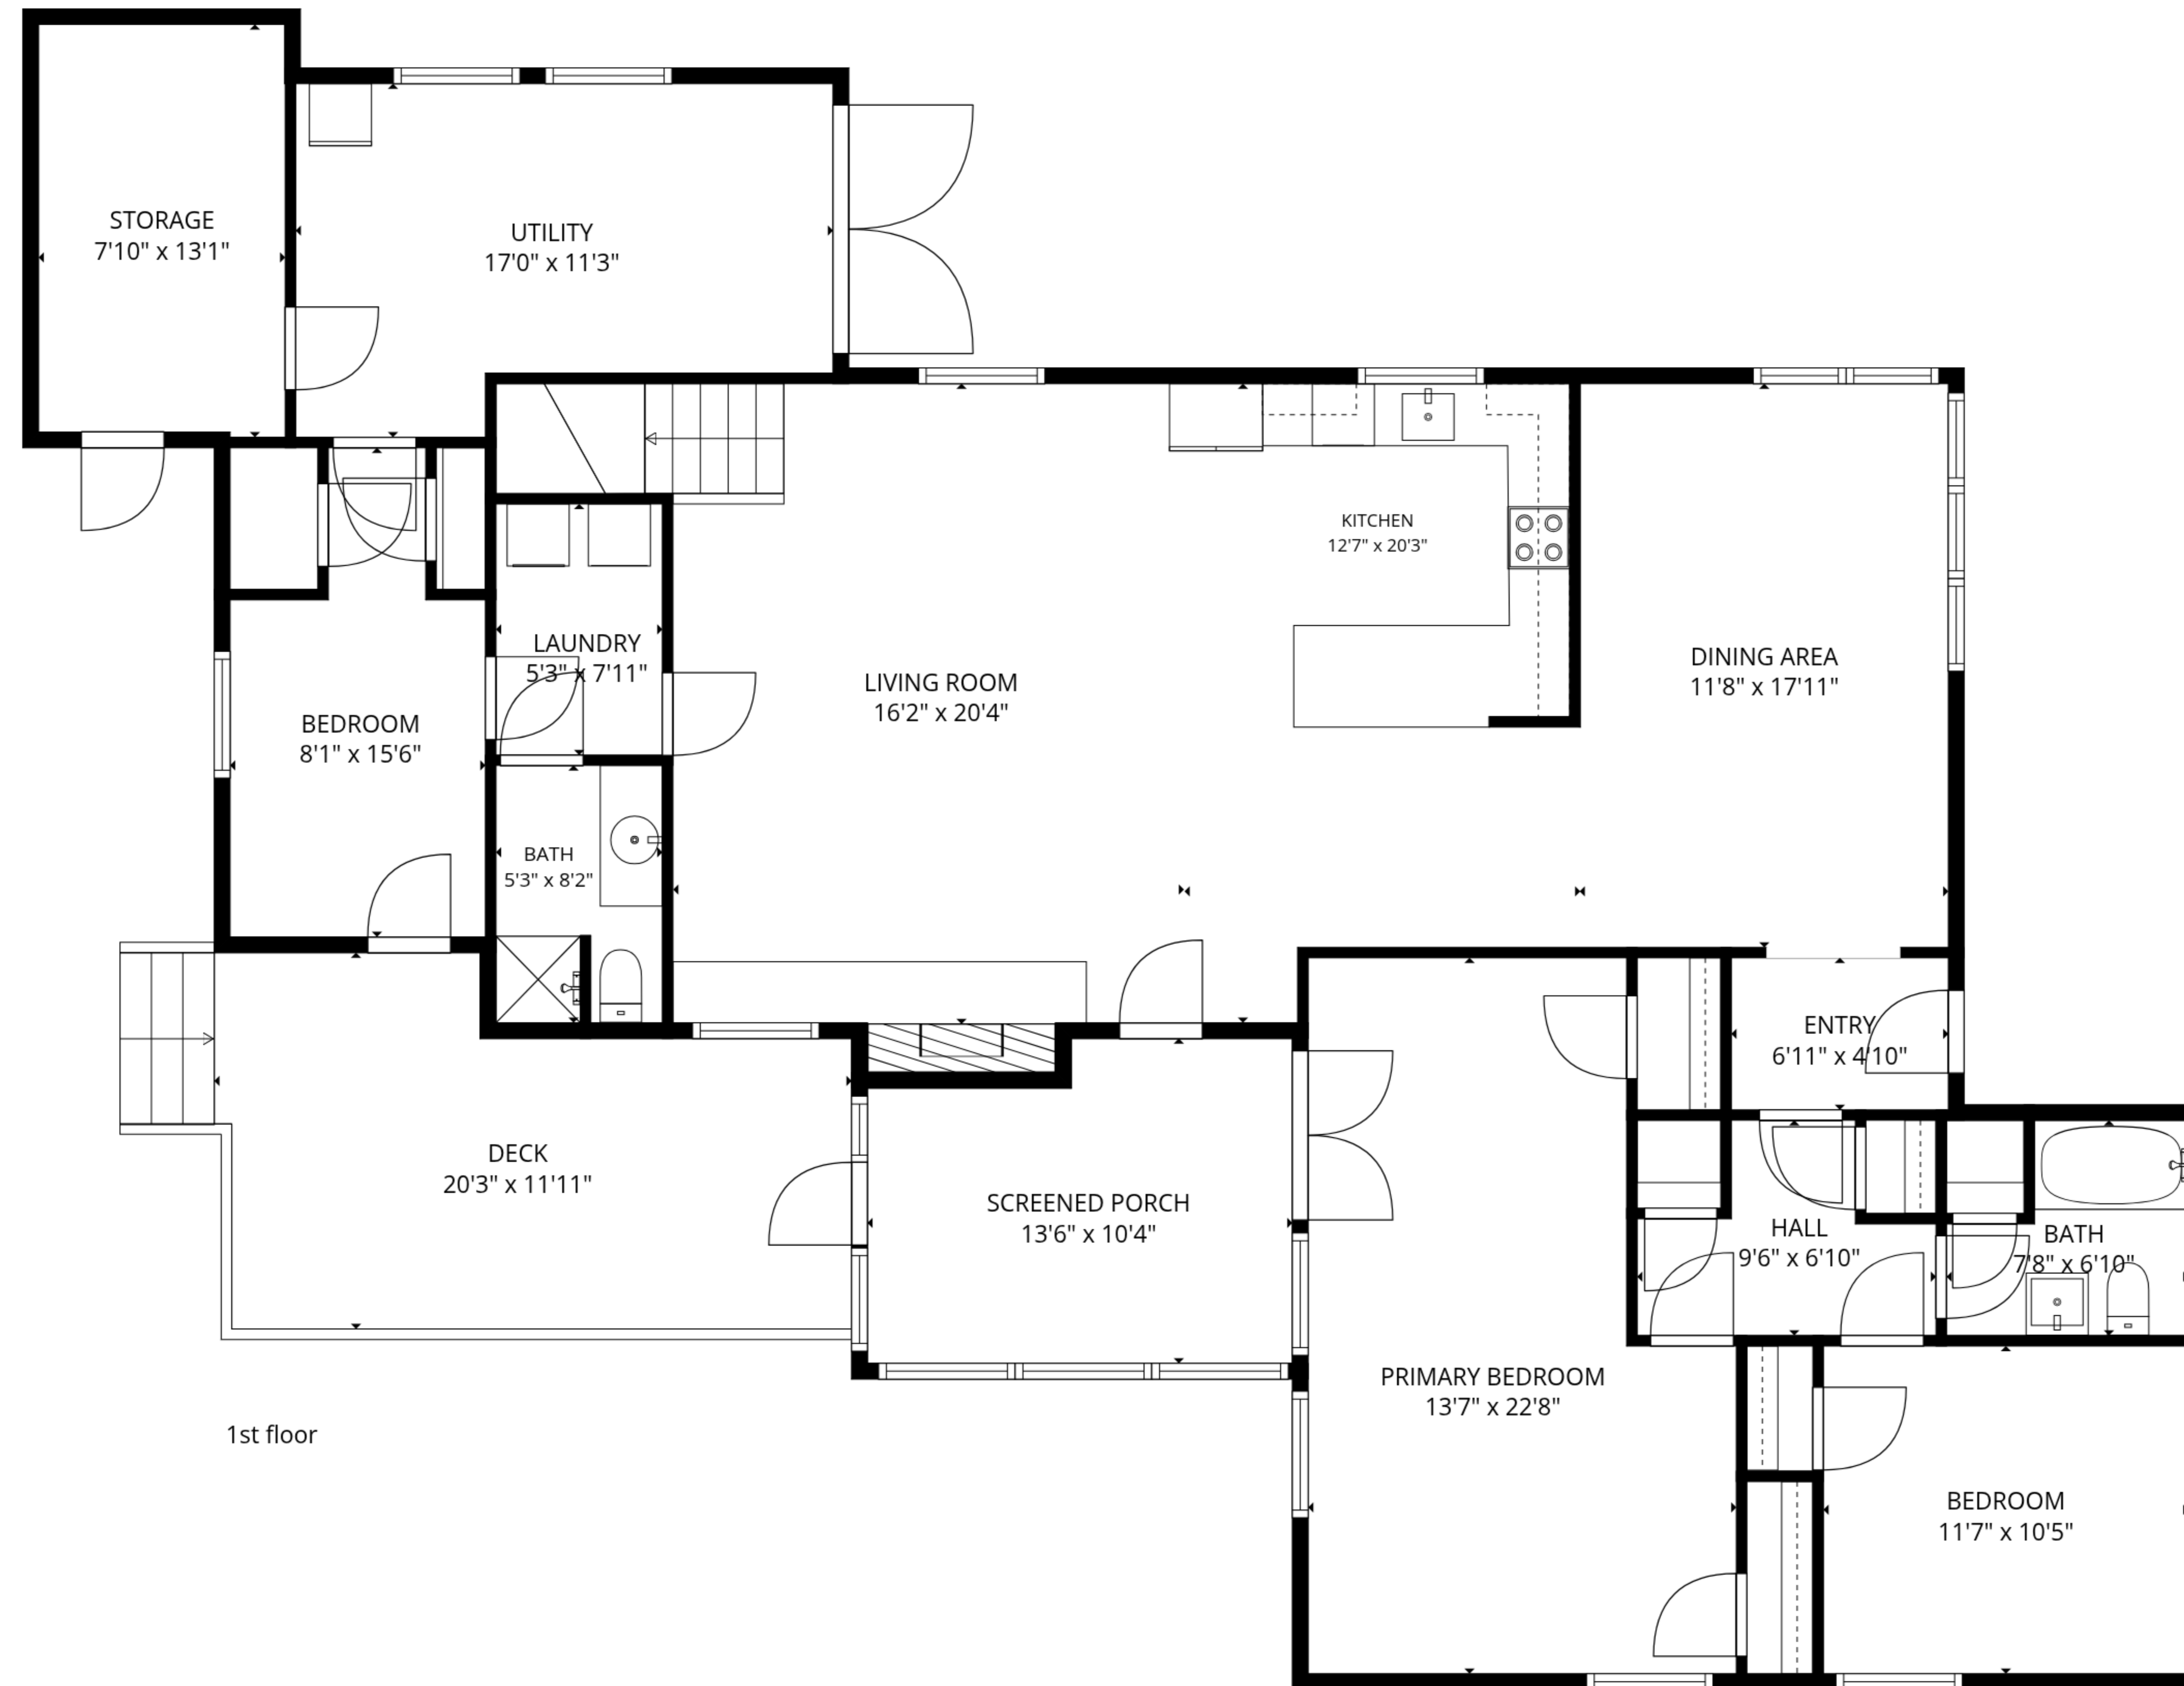 STORAGE
7'10" x 13'1"
UTILITY
17'0" x 11'3"
KITCHEN
12'7" x 20'3"
LAUNDRY
5'3" x 7'11"
LIVING ROOM
16'2" x 20'4"
DINING AREA
11'8" x 17'11"
BEDROOM
8'1" x 15'6"
BATH
5'3" x 8'2"
ENTRY
6'11" x 4'10"
DECK
20'3" x 11'11"
SCREENED PORCH
13'6" x 10'4"
HALL
9'6" x 6'10"
BATH
7'8" x 6'10"
PRIMARY BEDROOM
13'7" x 22'8"
1st floor
BEDROOM
11'7" x 10'5"